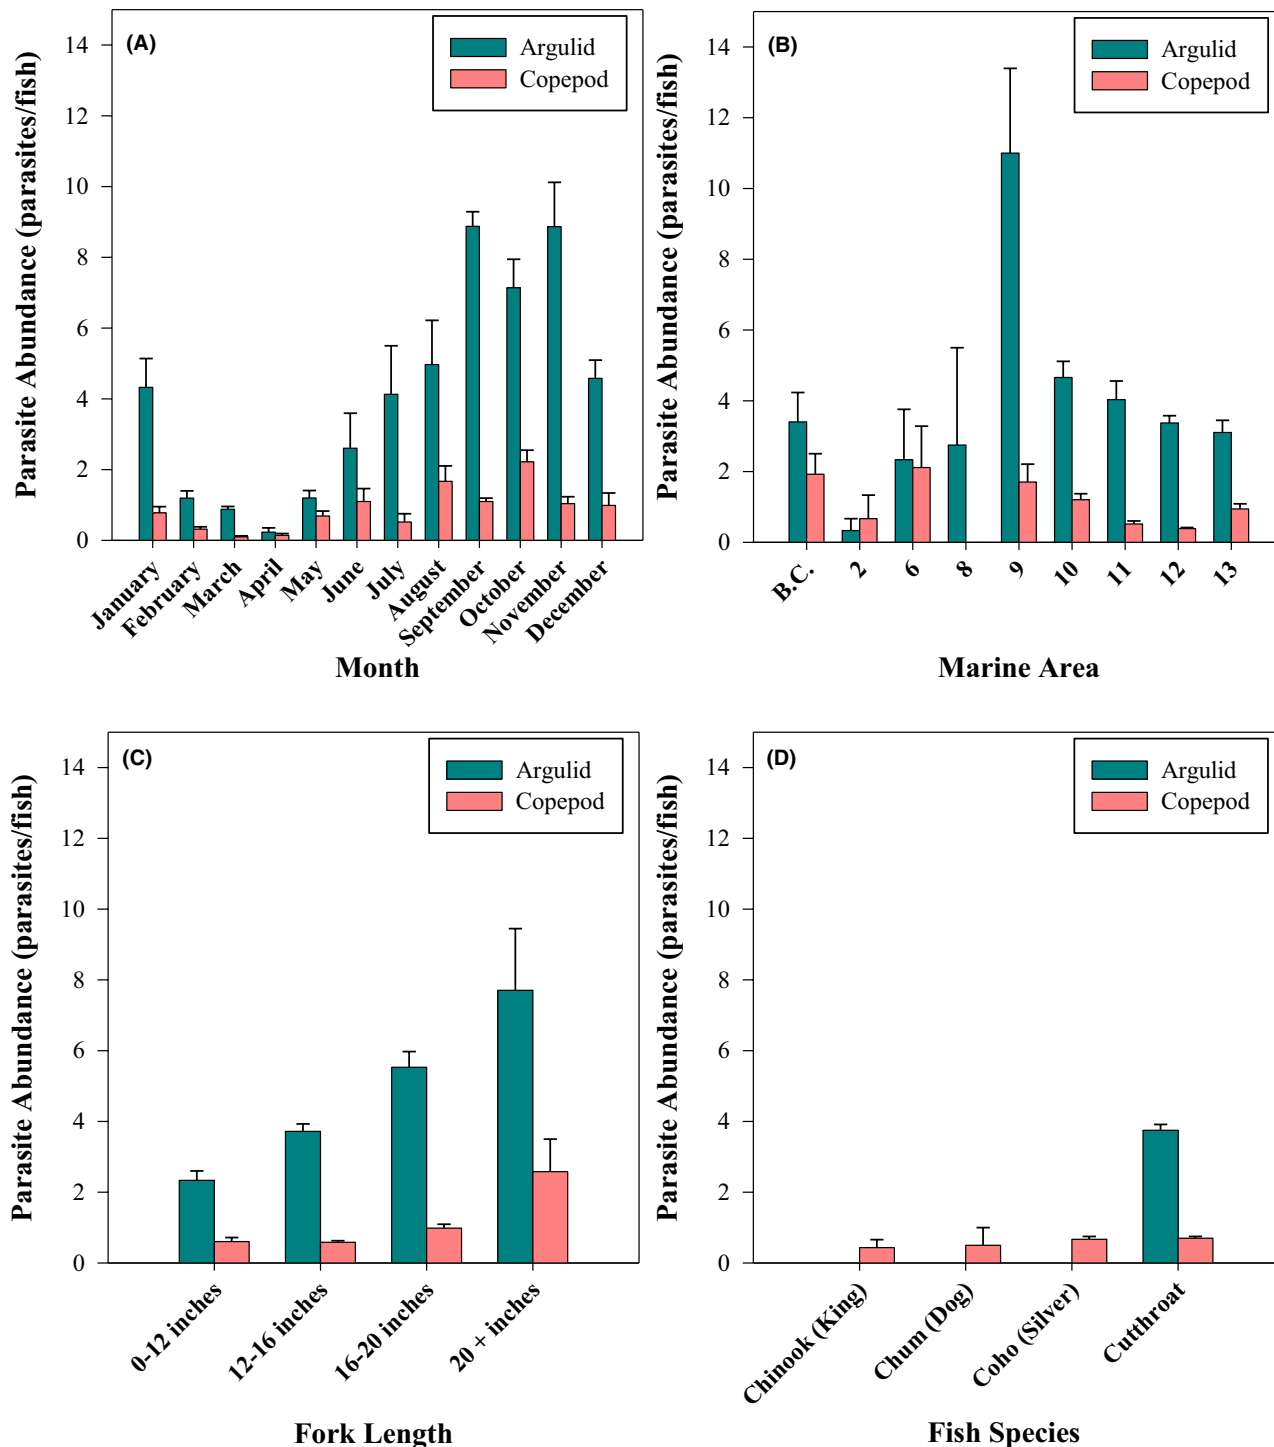 (A)
Argulid
Copepod
Parasite Abundance (parasites/fish)
14
12
10
8
6
4
2
0
January
February
March
April
May
June
July
August
September
October
November
December
Month
(B)
Argulid
Copepod
Parasite Abundance (parasites/fish)
14
12
10
8
6
4
2
0
B.C.
2
6
8
9
10
11
12
13
Marine Area
(C)
Argulid
Copepod
Parasite Abundance (parasites/fish)
14
12
10
8
6
4
2
0
0-12 inches
12-16 inches
16-20 inches
20 + inches
Fork Length
(D)
Argulid
Copepod
Parasite Abundance (parasites/fish)
14
12
10
8
6
4
2
0
Chinook (King)
Chum (Dog)
Coho (Silver)
Cutthroat
Fish Species